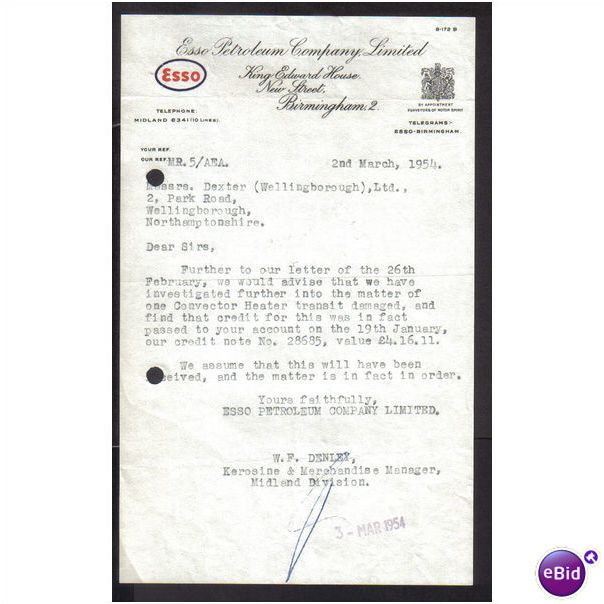 B-172 B
Esso Petroleum Company, Limited
Esso
King Edward House.
New Street,
Birmingham. 2.
BY APPOINTMENT
PURVEYORS OF MOTOR SPIRIT
TELEPHONE:
MIDLAND 6341 (10 LINES).
TELEGRAMS:-
ESSO-BIRMINGHAM.
YOUR REF.
OUR REF. MR.5/AEA.
2nd March, 1954.
Dexter (Wellingborough),Ltd.,
2, Park Road,
Wellingborough,
Northamptonshire.
Dear Sirs,
Further to our letter of the 26th
February, we would advise that we have
investigated further into the matter of
one Convector Heater transit damaged, and
find that credit for this was in fact
passed to your account on the 19th January,
our credit note No. 28685, value £4.16.11.
We assume that this will have been
and the matter is in fact in order.
Yours faithfully,
ESSO PETROLEUM COMPANY LIMITED.
W.F. DENLEY,
Kerosine & Merchandise Manager,
Midland Division.
3 - MAR 1954
eBid